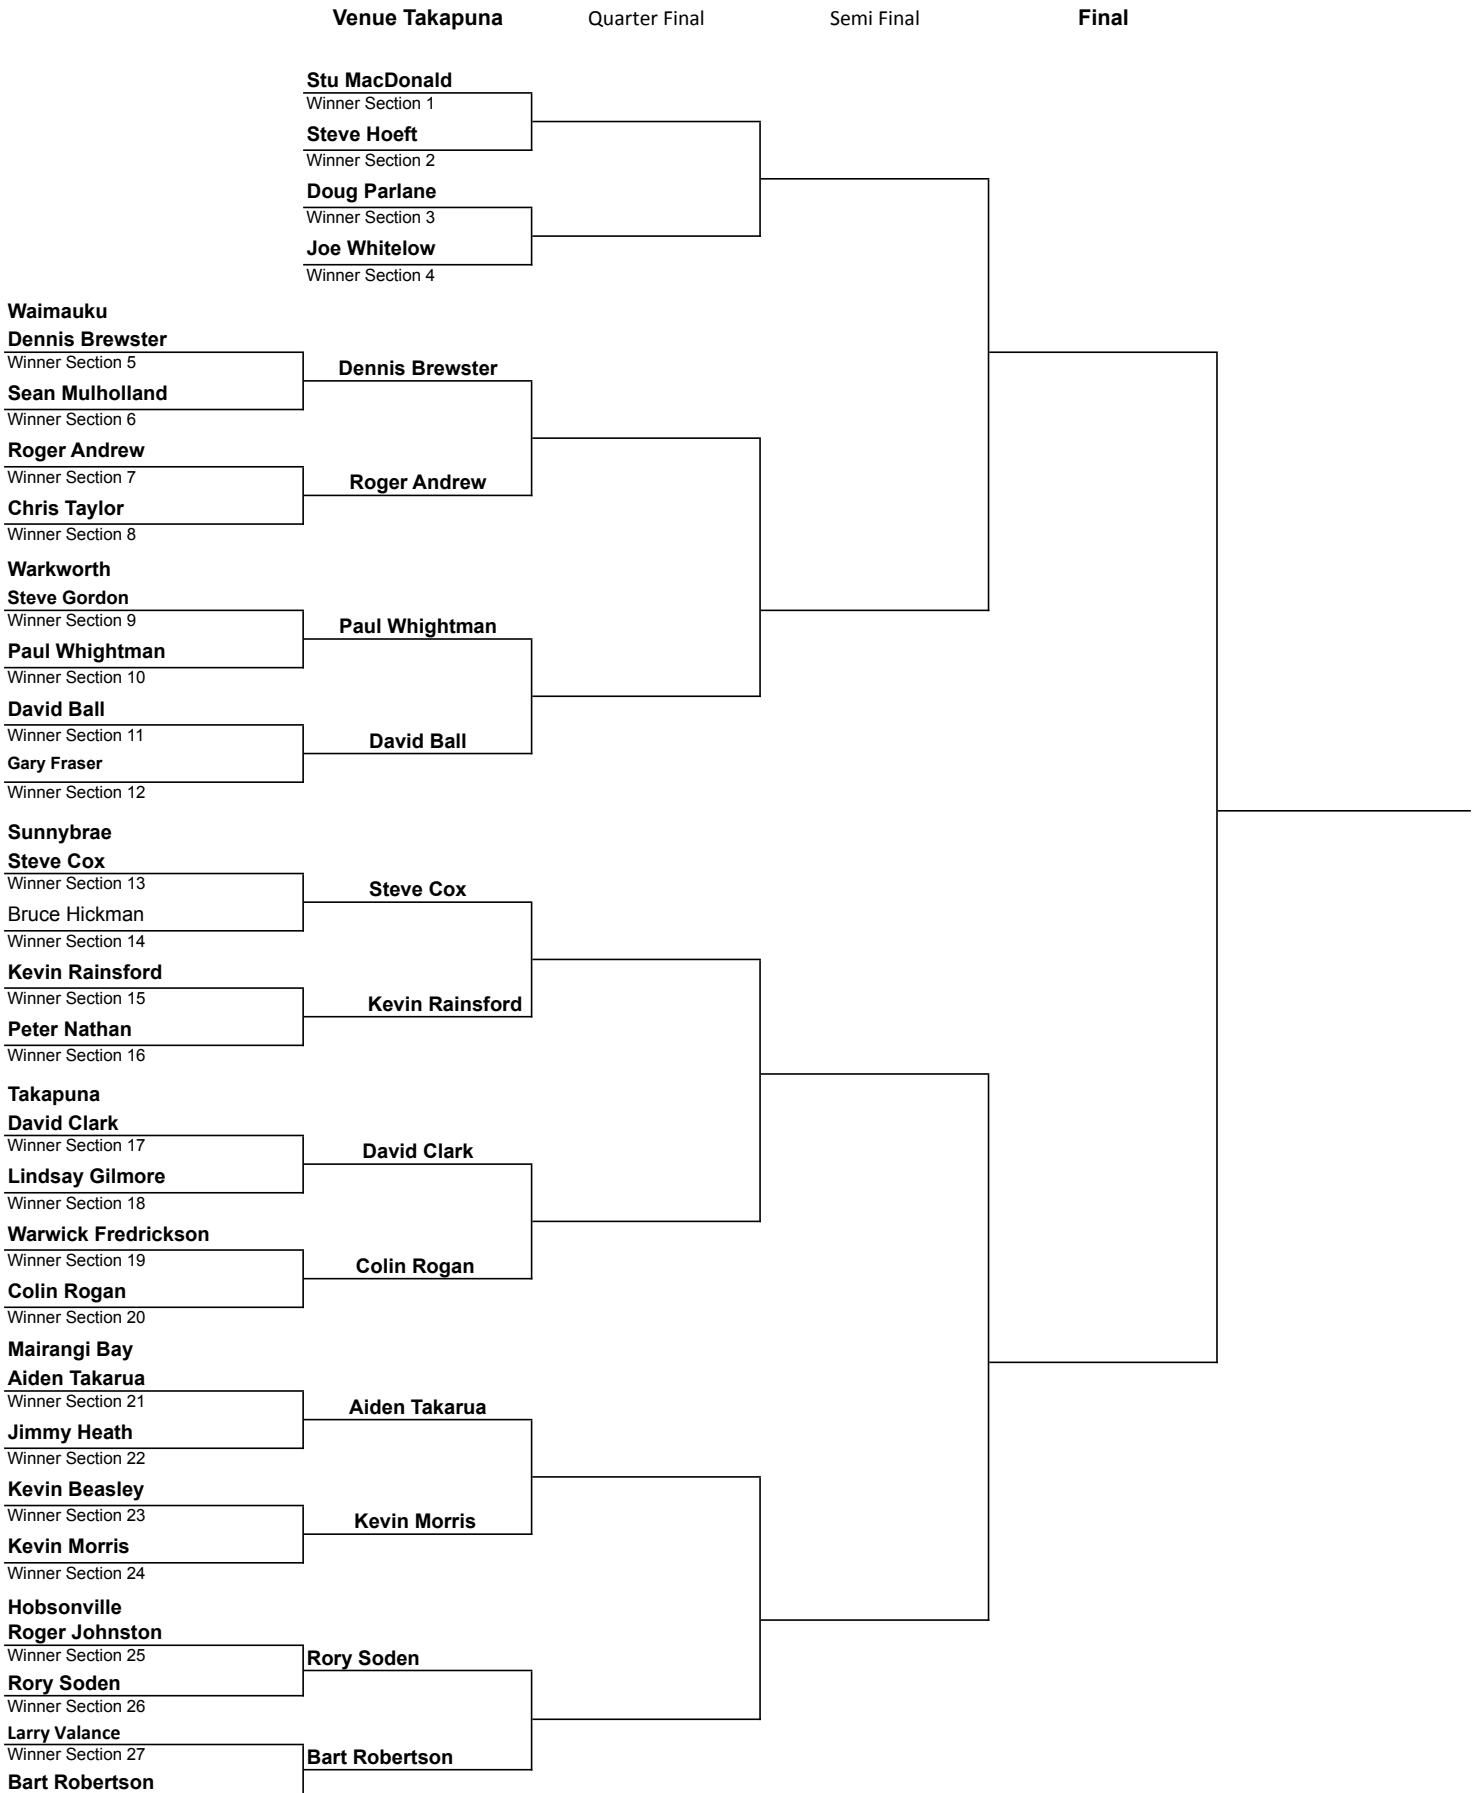 Venue Takapuna Quarter Final Semi Final Final
Stu MacDonald
Winner Section 1
Steve Hoeft
Winner Section 2
Doug Parlane
Winner Section 3
Joe Whitelow
Winner Section 4
Waimauku
Dennis Brewster
Winner Section 5
Dennis Brewster
Sean Mulholland
Winner Section 6
Roger Andrew
Winner Section 7
Roger Andrew
Chris Taylor
Winner Section 8
Warkworth
Steve Gordon
Winner Section 9
Paul Whightman
Paul Whightman
Winner Section 10
David Ball
Winner Section 11
David Ball
Gary Fraser
Winner Section 12
Sunnybrae
Steve Cox
Winner Section 13
Steve Cox
Bruce Hickman
Winner Section 14
Kevin Rainsford
Winner Section 15
Kevin Rainsford
Peter Nathan
Winner Section 16
Takapuna
David Clark
Winner Section 17
David Clark
Lindsay Gilmore
Winner Section 18
Warwick Fredrickson
Winner Section 19
Colin Rogan
Colin Rogan
Winner Section 20
Mairangi Bay
Aiden Takarua
Winner Section 21
Aiden Takarua
Jimmy Heath
Winner Section 22
Kevin Beasley
Winner Section 23
Kevin Morris
Kevin Morris
Winner Section 24
Hobsonville
Roger Johnston
Winner Section 25
Rory Soden
Rory Soden
Winner Section 26
Larry Valance
Winner Section 27
Bart Robertson
Bart Robertson